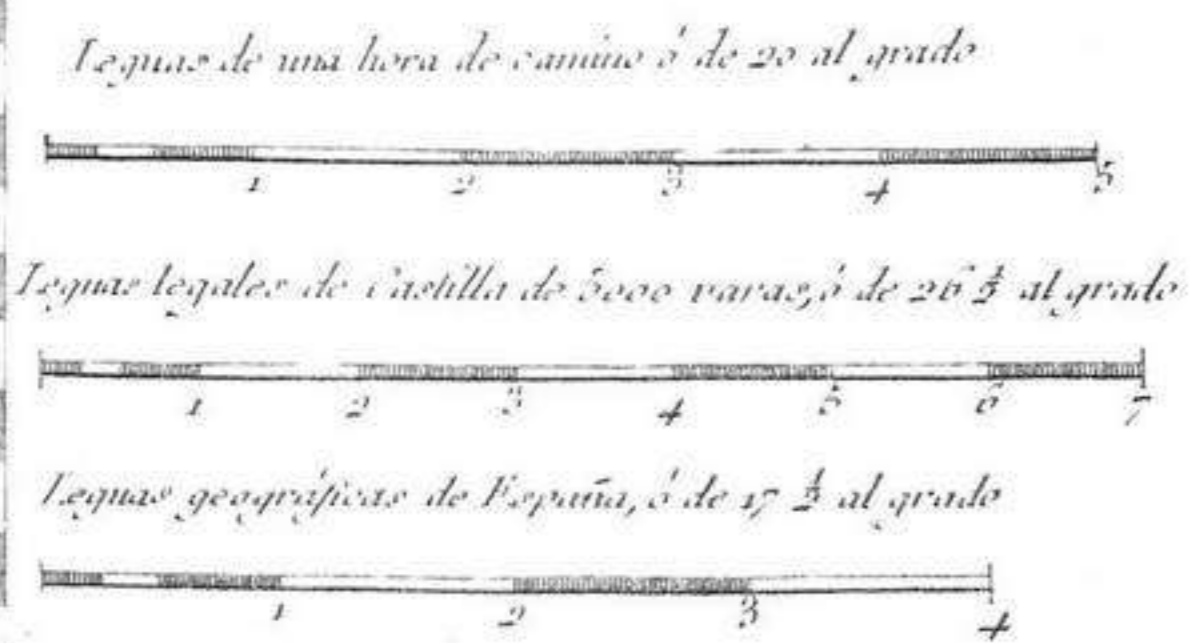 Leguas de una hora de camino ó de 20 al grado
1 2 3 4 5
Leguas legales de Castilla de 5000 varas, ó de 26 ½ al grado
1 2 3 4 5 6 7
Leguas geográficas de España, ó de 17 ½ al grado
1 2 3 4